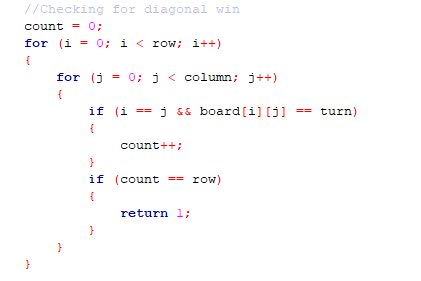 //Checking for diagonal win
count = 0;
for (i = 0; i < row; i++)
{
    for (j = 0; j < column; j++)
    {
        if (i == j && board[i][j] == turn)
        {
            count++;
        }
        if (count == row)
        {
            return 1;
        }
    }
}